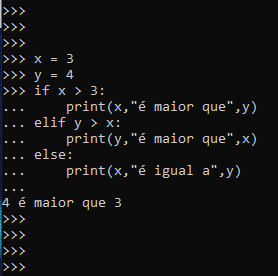 >>>
>>>
>>>
>>> x = 3
>>> y = 4
>>> if x > 3:
...     print(x,"é maior que",y)
... elif y > x:
...     print(y,"é maior que",x)
... else:
...     print(x,"é igual a",y)
...
4 é maior que 3
>>>
>>>
>>>
>>>